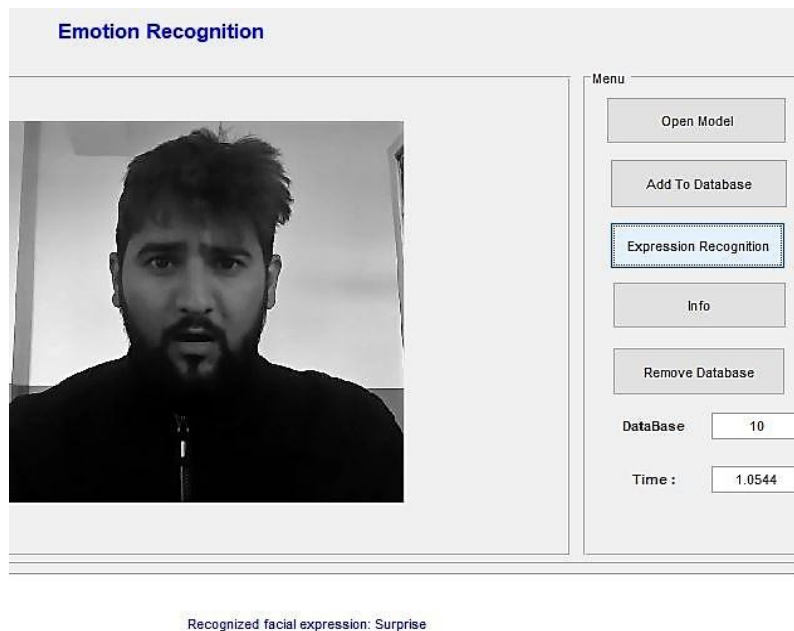 Emotion Recognition
Menu
Open Model
Add To Database
Expression Recognition
Info
Remove Database
DataBase 10
Time : 1.0544
Recognized facial expression: Surprise